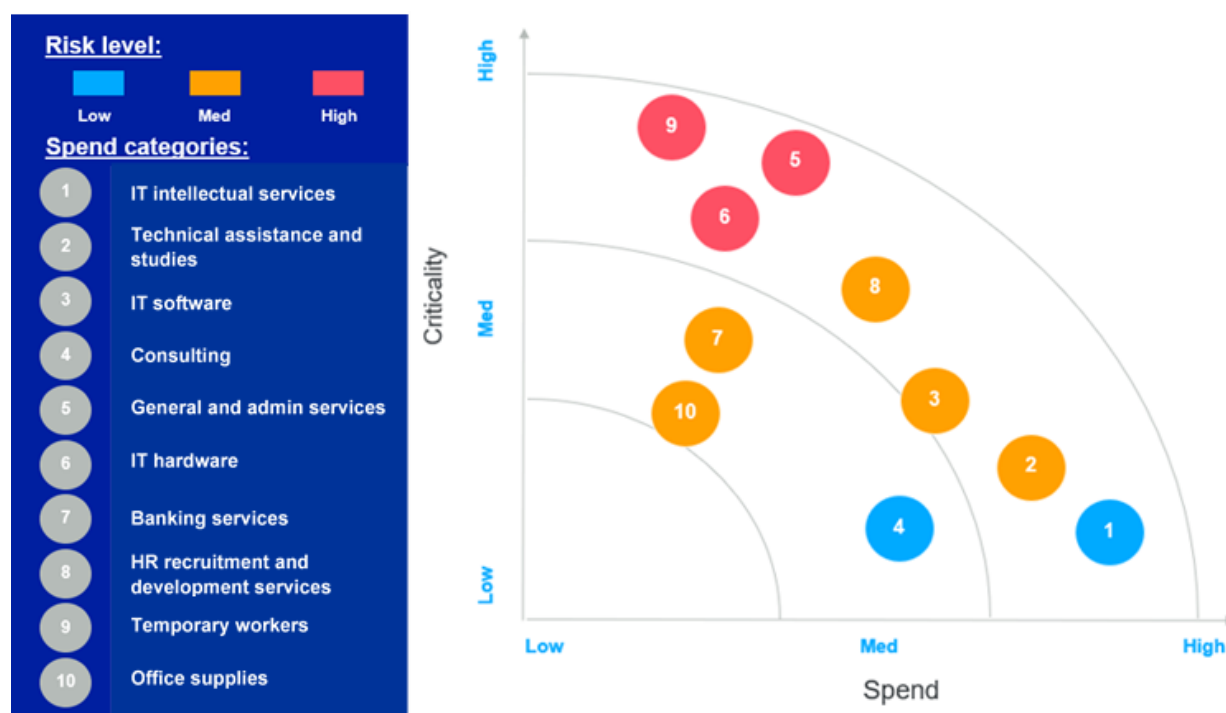 Risk level:
Low Med High
Spend categories:
1 IT intellectual services
2 Technical assistance and
studies
3 IT software
4 Consulting
5 General and admin services
6 IT hardware
7 Banking services
8 HR recruitment and
development services
9 Temporary workers
10 Office supplies
High
Med
Low
Criticality
9
5
6
8
7
3
10
2
4
1
Low Med High
Spend